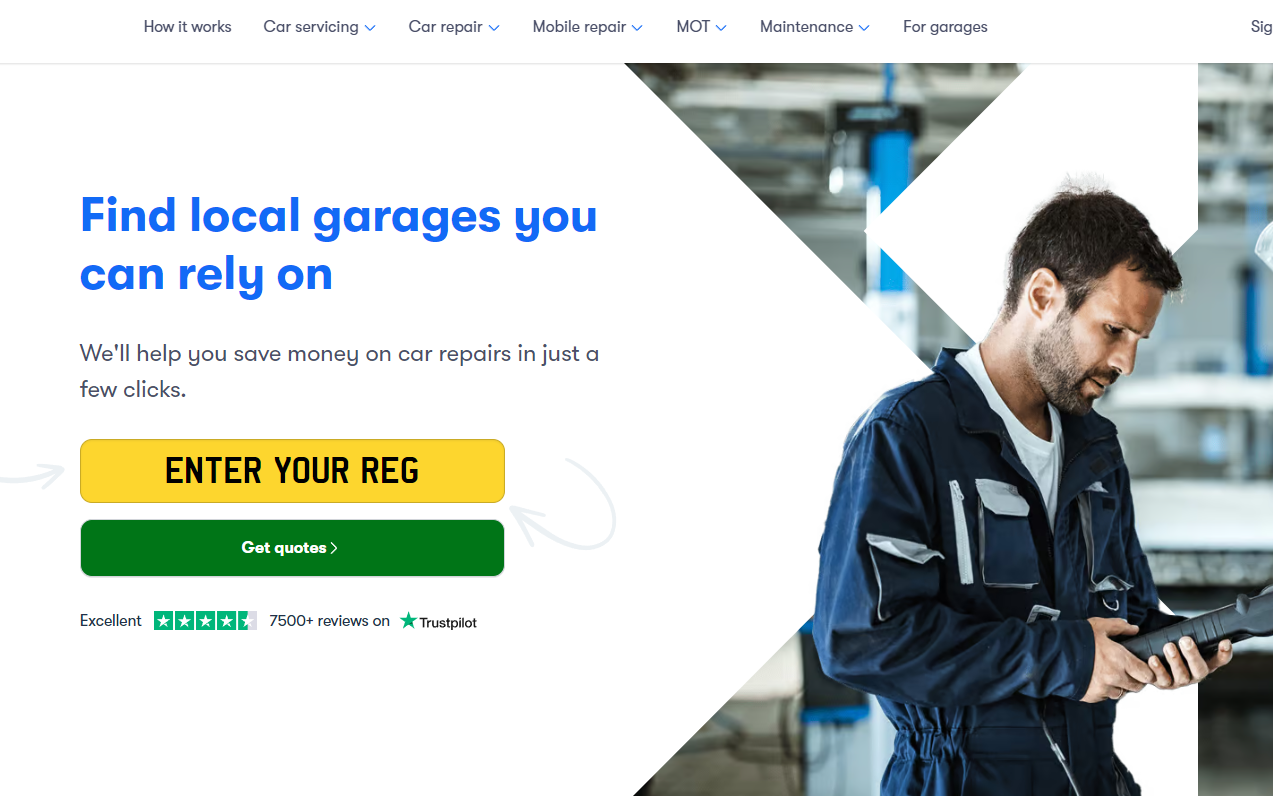 How it works Car servicing Car repair Mobile repair MOT Maintenance For garages
Find local garages you
can rely on
We'll help you save money on car repairs in just a
few clicks.
ENTER YOUR REG
Get quotes
Excellent 7500+ reviews on Trustpilot